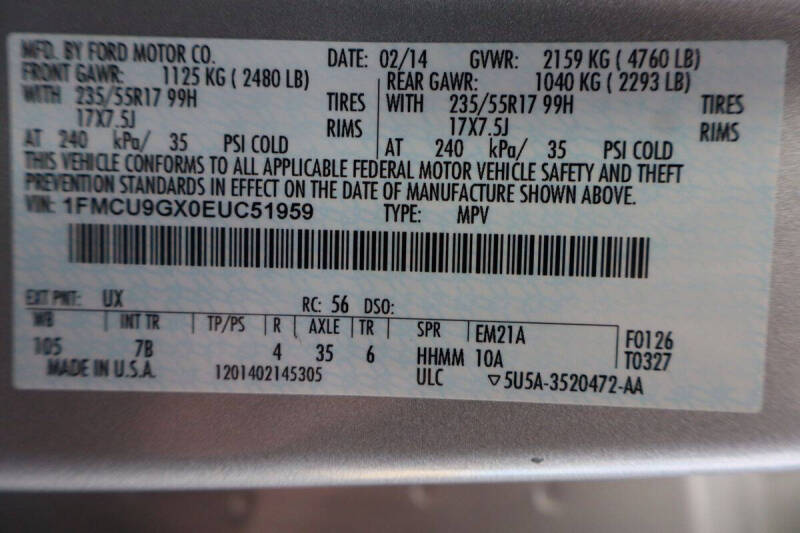 MFD. BY FORD MOTOR CO. DATE: 02/14 GVWR: 2159 KG ( 4760 LB)
FRONT GAWR: 1125 KG ( 2480 LB) REAR GAWR: 1040 KG ( 2293 LB)
WITH 235/55R17 99H TIRES WITH 235/55R17 99H TIRES
17X7.5J RIMS 17X7.5J RIMS
AT 240 kPa/ 35 PSI COLD AT 240 kPa/ 35 PSI COLD
THIS VEHICLE CONFORMS TO ALL APPLICABLE FEDERAL MOTOR VEHICLE SAFETY AND THEFT
PREVENTION STANDARDS IN EFFECT ON THE DATE OF MANUFACTURE SHOWN ABOVE.
VIN: 1FMCU9GX0EUC51959 TYPE: MPV
EXT PNT: UX RC: 56 DSO:
WB INT TR TP/PS R AXLE TR SPR EM21A F0126
105 7B 4 35 6 HHMM 10A T0327
MADE IN U.S.A. 1201402145305 ULC ▽5U5A-3520472-AA